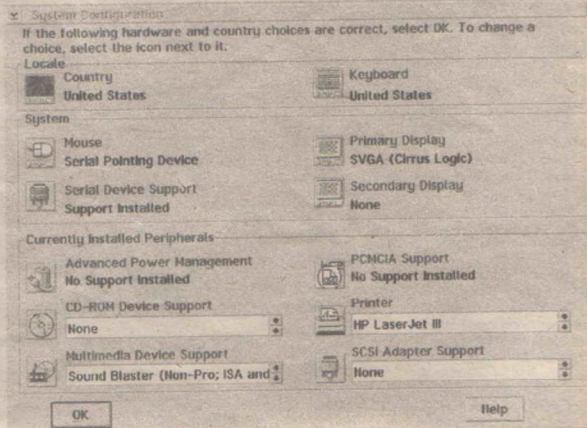 System Configuration
If the following hardware and country choices are correct, select OK. To change a
choice, select the icon next to it.
Locale
Country
United States
Keyboard
United States
System
Mouse
Serial Pointing Device
Primary Display
SVGA (Cirrus Logic)
Serial Device Support
Support Installed
Secondary Display
None
Currently Installed Peripherals
Advanced Power Management
No Support Installed
PCMCIA Support
No Support Installed
CD-ROM Device Support
None
Printer
HP LaserJet III
Multimedia Device Support
Sound Blaster (Non-Pro; ISA and
SCSI Adapter Support
None
OK
Help